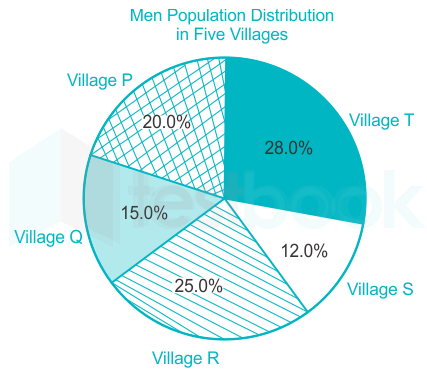 Men Population Distribution
in Five Villages
Village P
20.0%
Village T
28.0%
Village Q
15.0%
12.0%
Village S
25.0%
Village R
testbook